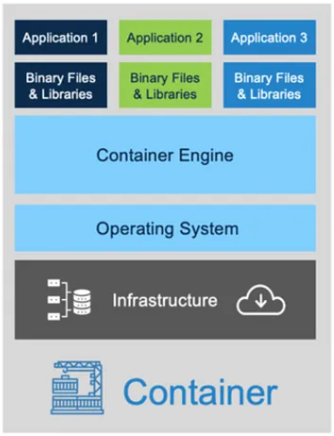 Application 1
Application 2
Application 3
Binary Files
& Libraries
Binary Files
& Libraries
Binary Files
& Libraries
Container Engine
Operating System
Infrastructure
Container